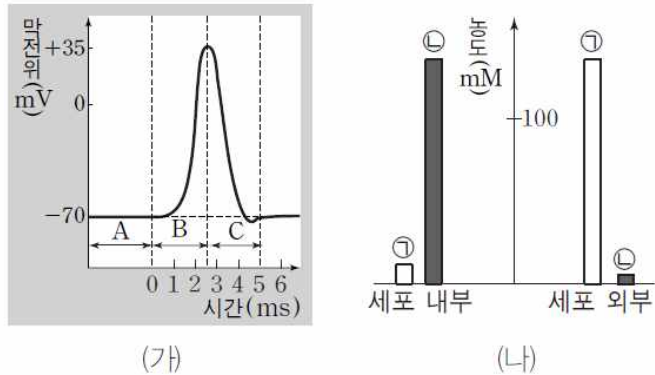 막전위(mV)
+35
0
-70
A
B
C
0 1 2 3 4 5 6
시간(ms)
(가)
농도(mM)
100
㉠
㉡
㉠
㉡
세포 내부
세포 외부
(나)